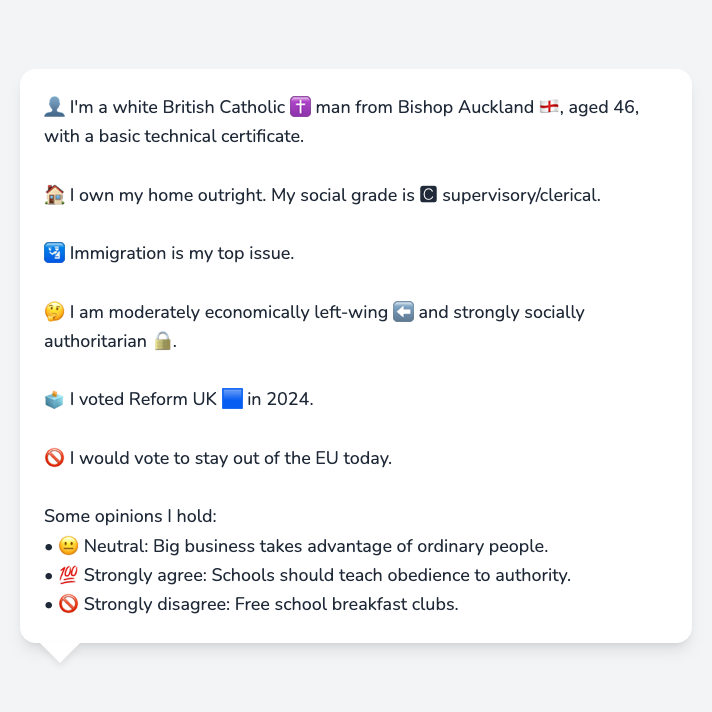 👤 I'm a white British Catholic ✝️ man from Bishop Auckland 🏴󠁧󠁢󠁥󠁮󠁧󠁿, aged 46,
with a basic technical certificate.
🏠 I own my home outright. My social grade is 🅲 supervisory/clerical.
🛂 Immigration is my top issue.
🤔 I am moderately economically left-wing ⬅️ and strongly socially
authoritarian 🔒.
🗳️ I voted Reform UK 🟦 in 2024.
🚫 I would vote to stay out of the EU today.
Some opinions I hold:
• 😐 Neutral: Big business takes advantage of ordinary people.
• 💯 Strongly agree: Schools should teach obedience to authority.
• 🚫 Strongly disagree: Free school breakfast clubs.